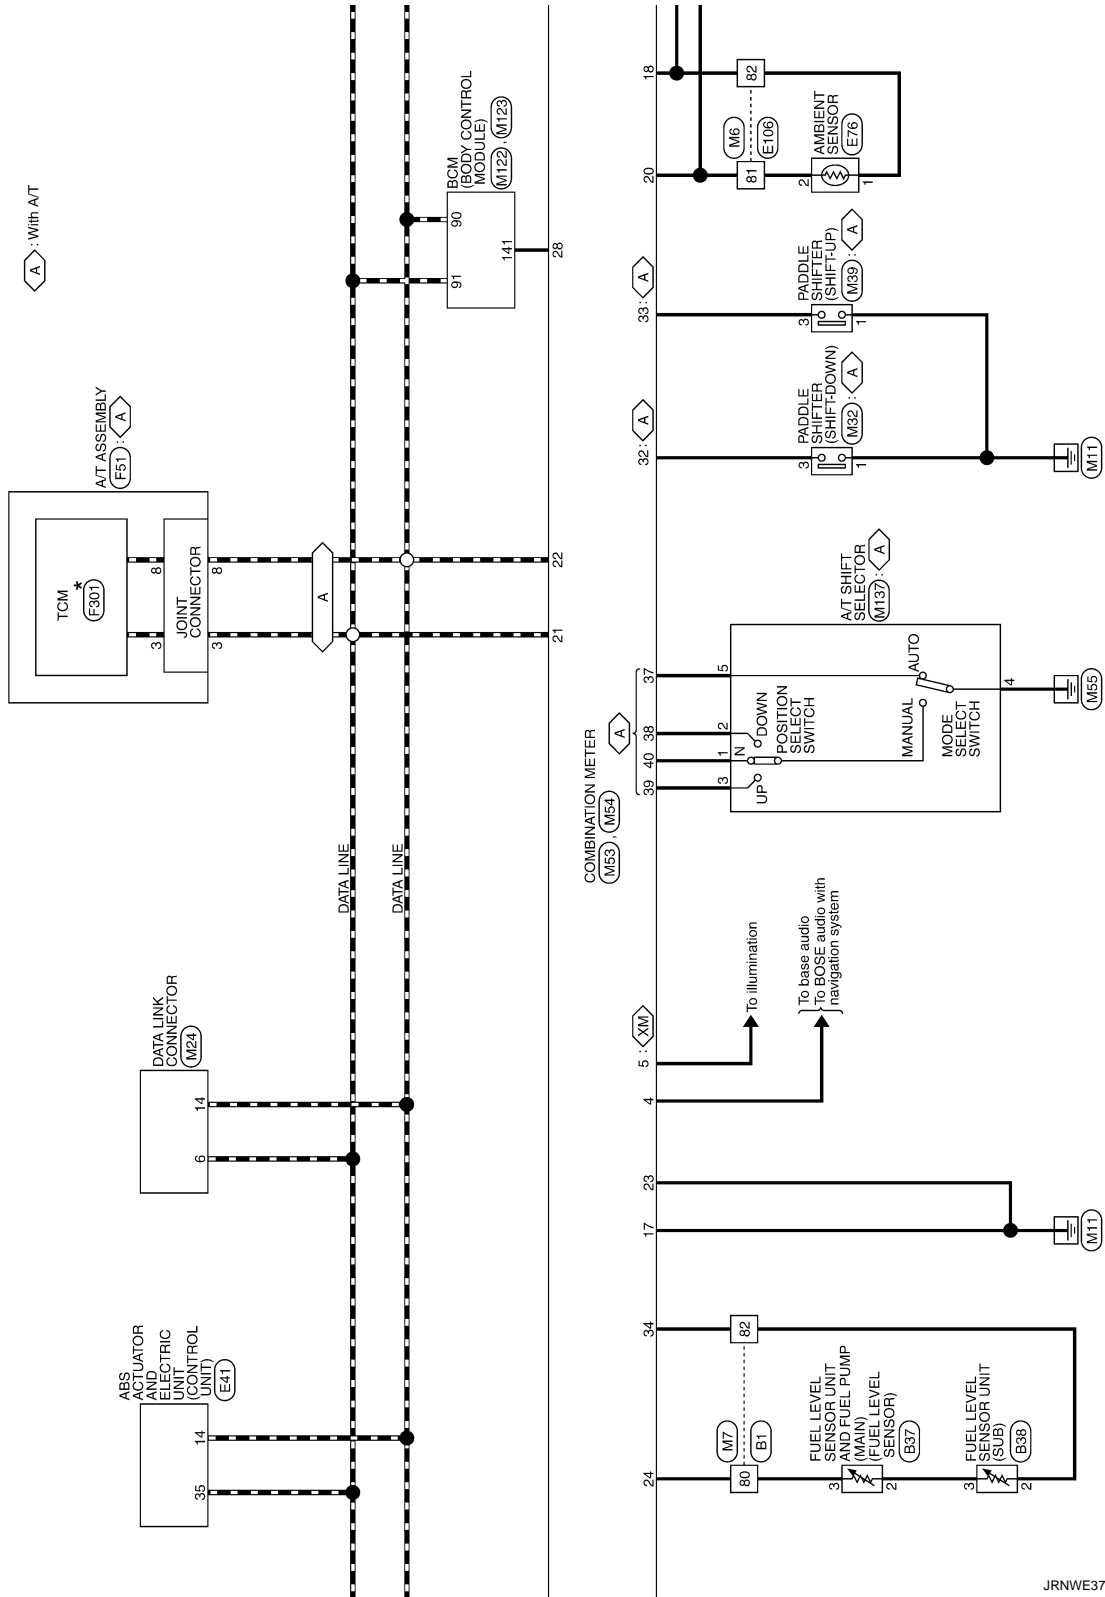 A : With A/T
ABS
ACTUATOR
AND
ELECTRIC
UNIT
(CONTROL
UNIT)
E41
35
14
DATA LINK
CONNECTOR
M24
6
14
A/T ASSEMBLY
F51 : A
TCM
*
F301
3
8
JOINT
CONNECTOR
3
8
A
BCM
(BODY CONTROL
MODULE)
M122 , M123
91
90
141
DATA LINE
DATA LINE
21
22
28
COMBINATION METER
M53 , M54
A
24
34
17
23
4
5 : XM
39
40
38
37
32 : A
33 : A
20
18
M7
80
82
B1
FUEL LEVEL
SENSOR UNIT
AND FUEL PUMP
(MAIN)
(FUEL LEVEL
SENSOR)
B37
3
2
FUEL LEVEL
SENSOR UNIT
(SUB)
B38
3
2
M11
To illumination
To base audio
To BOSE audio with
navigation system
3
1
2
5
UP
N
DOWN
POSITION
SELECT
SWITCH
MANUAL
AUTO
MODE
SELECT
SWITCH
4
A/T SHIFT
SELECTOR
M137 : A
M55
PADDLE
SHIFTER
(SHIFT-DOWN)
M32 : A
3
1
PADDLE
SHIFTER
(SHIFT-UP)
M39 : A
3
1
M11
M6
81
82
E106
AMBIENT
SENSOR
E76
2
1
JRNWE37